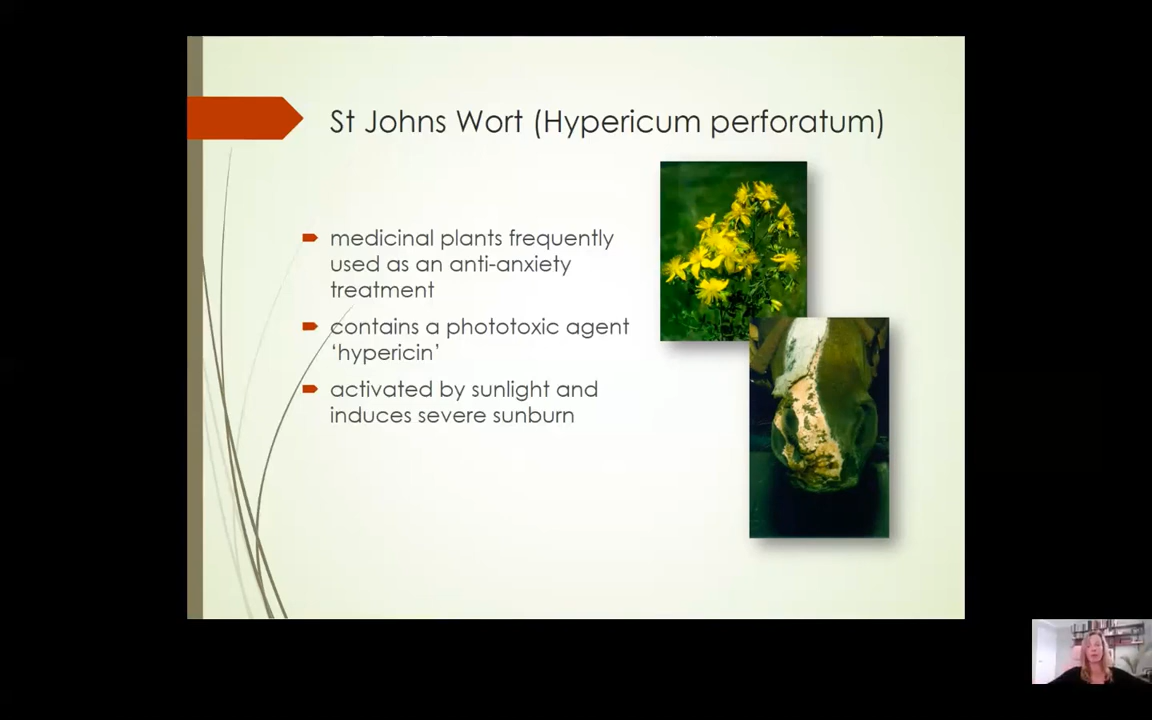 St Johns Wort (Hypericum perforatum)
medicinal plants frequently
used as an anti-anxiety
treatment
contains a phototoxic agent
‘hypericin’
activated by sunlight and
induces severe sunburn